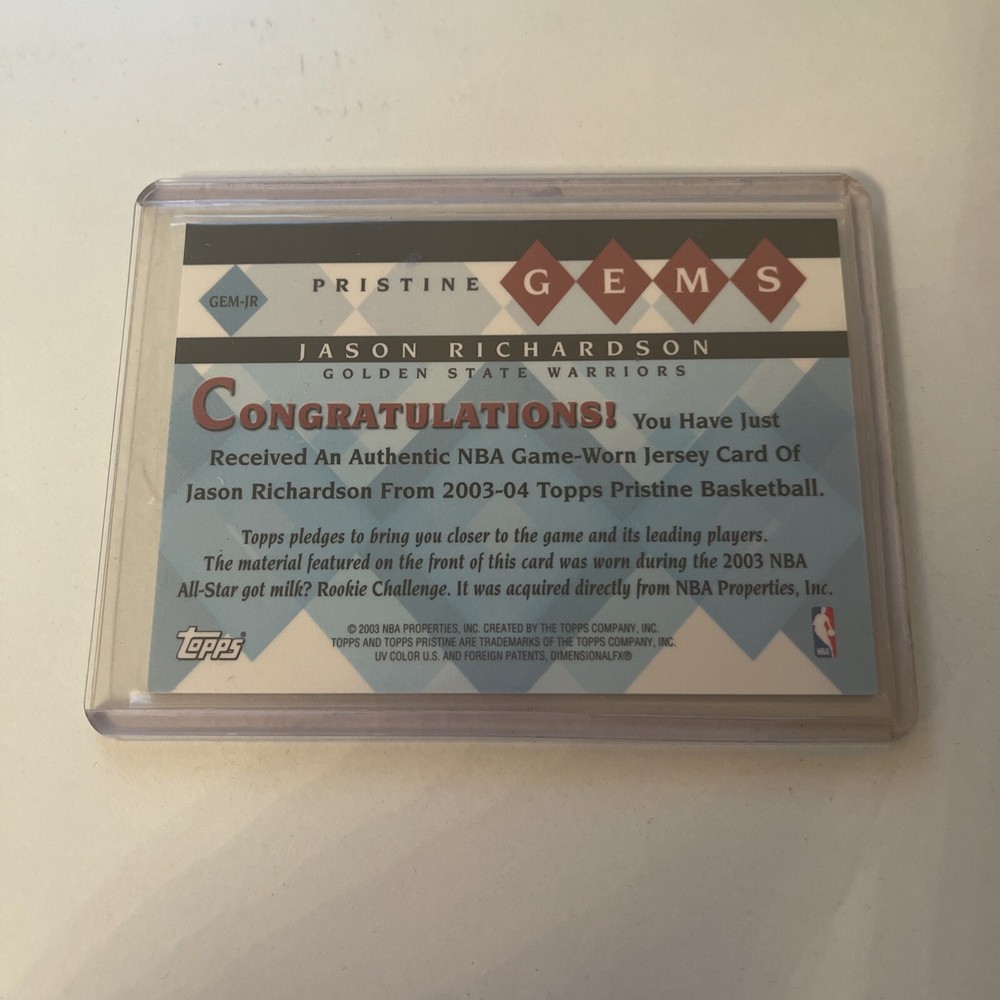 GEM-JR
PRISTINE GEMS
JASON RICHARDSON
GOLDEN STATE WARRIORS
CONGRATULATIONS! You Have Just
Received An Authentic NBA Game-Worn Jersey Card Of
Jason Richardson From 2003-04 Topps Pristine Basketball.
Topps pledges to bring you closer to the game and its leading players.
The material featured on the front of this card was worn during the 2003 NBA
All-Star got milk? Rookie Challenge. It was acquired directly from NBA Properties, Inc.
topps®
© 2003 NBA PROPERTIES, INC. CREATED BY THE TOPPS COMPANY, INC.
TOPPS AND TOPPS PRISTINE ARE TRADEMARKS OF THE TOPPS COMPANY, INC.
UV COLOR U.S. AND FOREIGN PATENTS, DIMENSIONALFX®
NBA